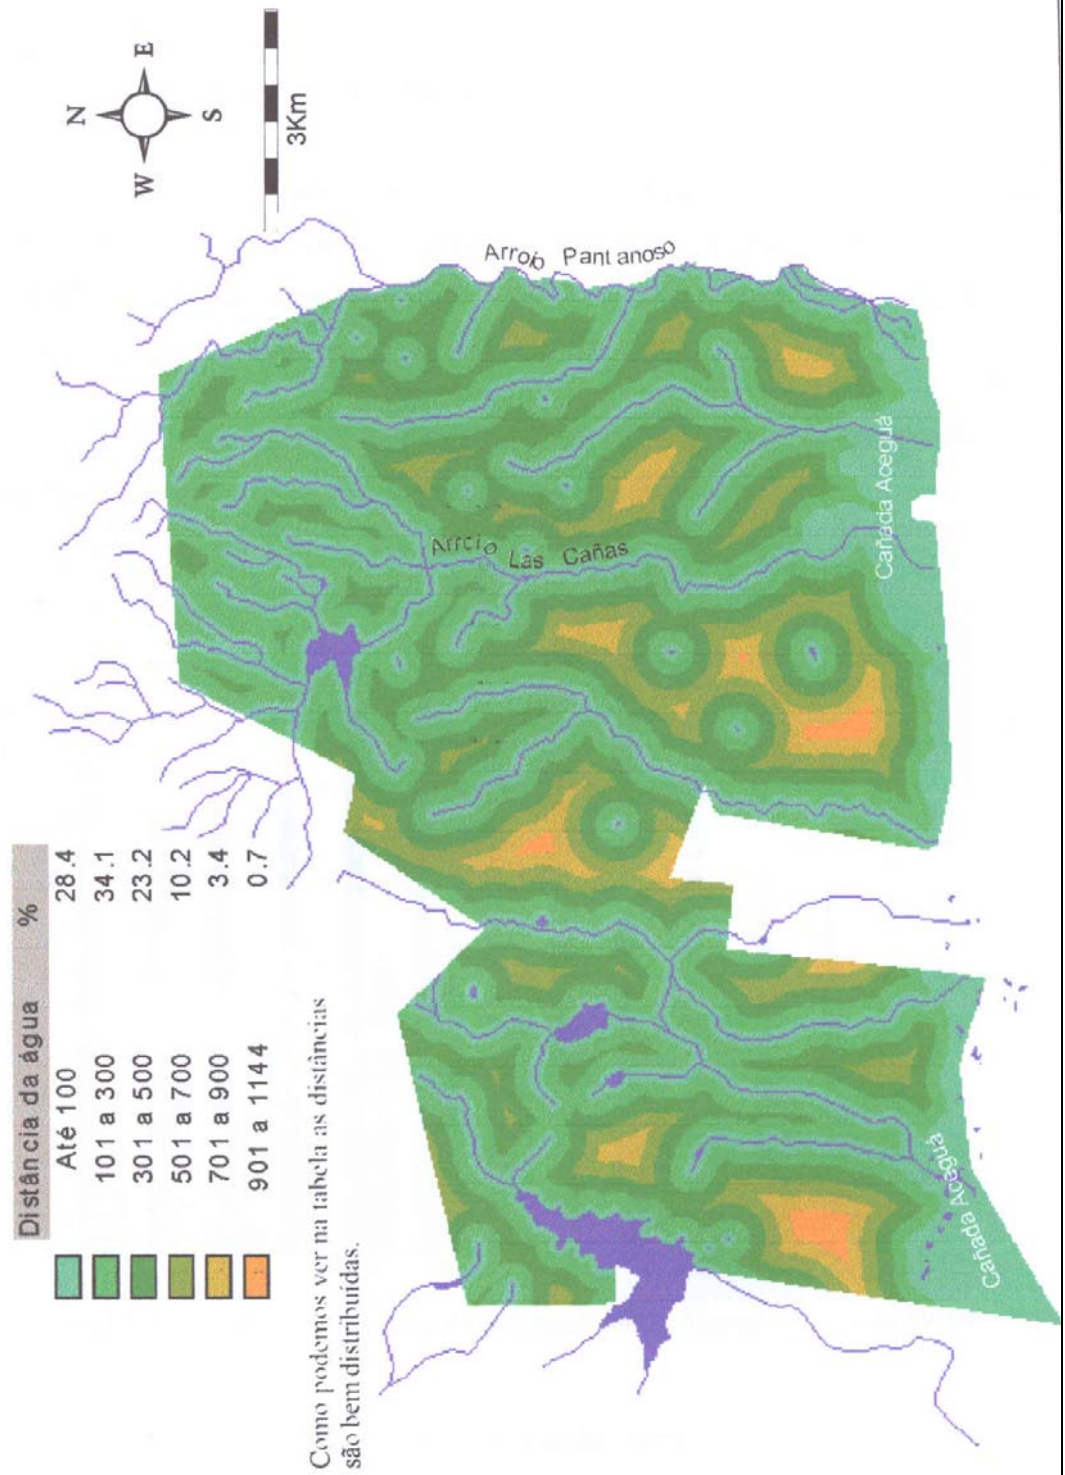 Distância da água %
Até 100 28.4
101 a 300 34.1
301 a 500 23.2
501 a 700 10.2
701 a 900 3.4
901 a 1144 0.7
Como podemos ver na tabela as distâncias
são bem distribuídas.
N
W E
S
3Km
Arroio Pantanoso
Arroio Las Cañas
Cañada Aceguá
Cañada Aceguá